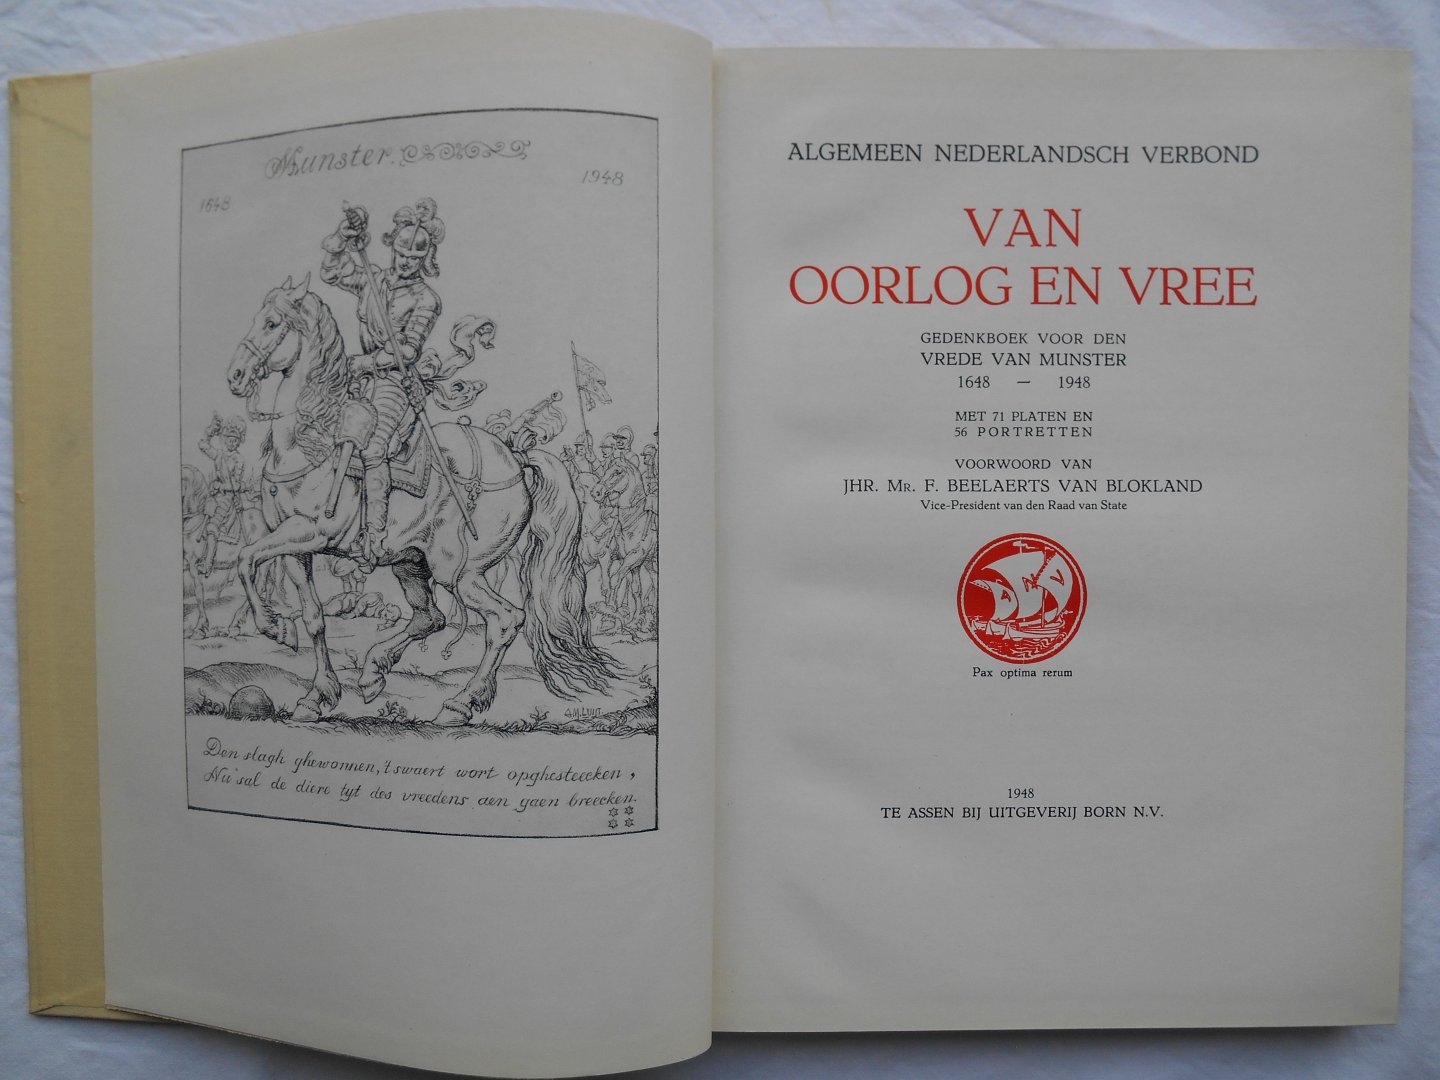 Munster.
1648
1948
A.M. LUIJT.
Den slagh ghewonnen, 't swaert wort opghesteecken,
Nu sal de diere tyt des vreedens aen gaen breecken.
ALGEMEEN NEDERLANDSCH VERBOND
VAN
OORLOG EN VREE
GEDENKBOEK VOOR DEN
VREDE VAN MUNSTER
1648 — 1948
MET 71 PLATEN EN
56 PORTRETTEN
VOORWOORD VAN
JHR. MR. F. BEELAERTS VAN BLOKLAND
Vice-President van den Raad van State
A N V
Pax optima rerum
1948
TE ASSEN BIJ UITGEVERIJ BORN N.V.